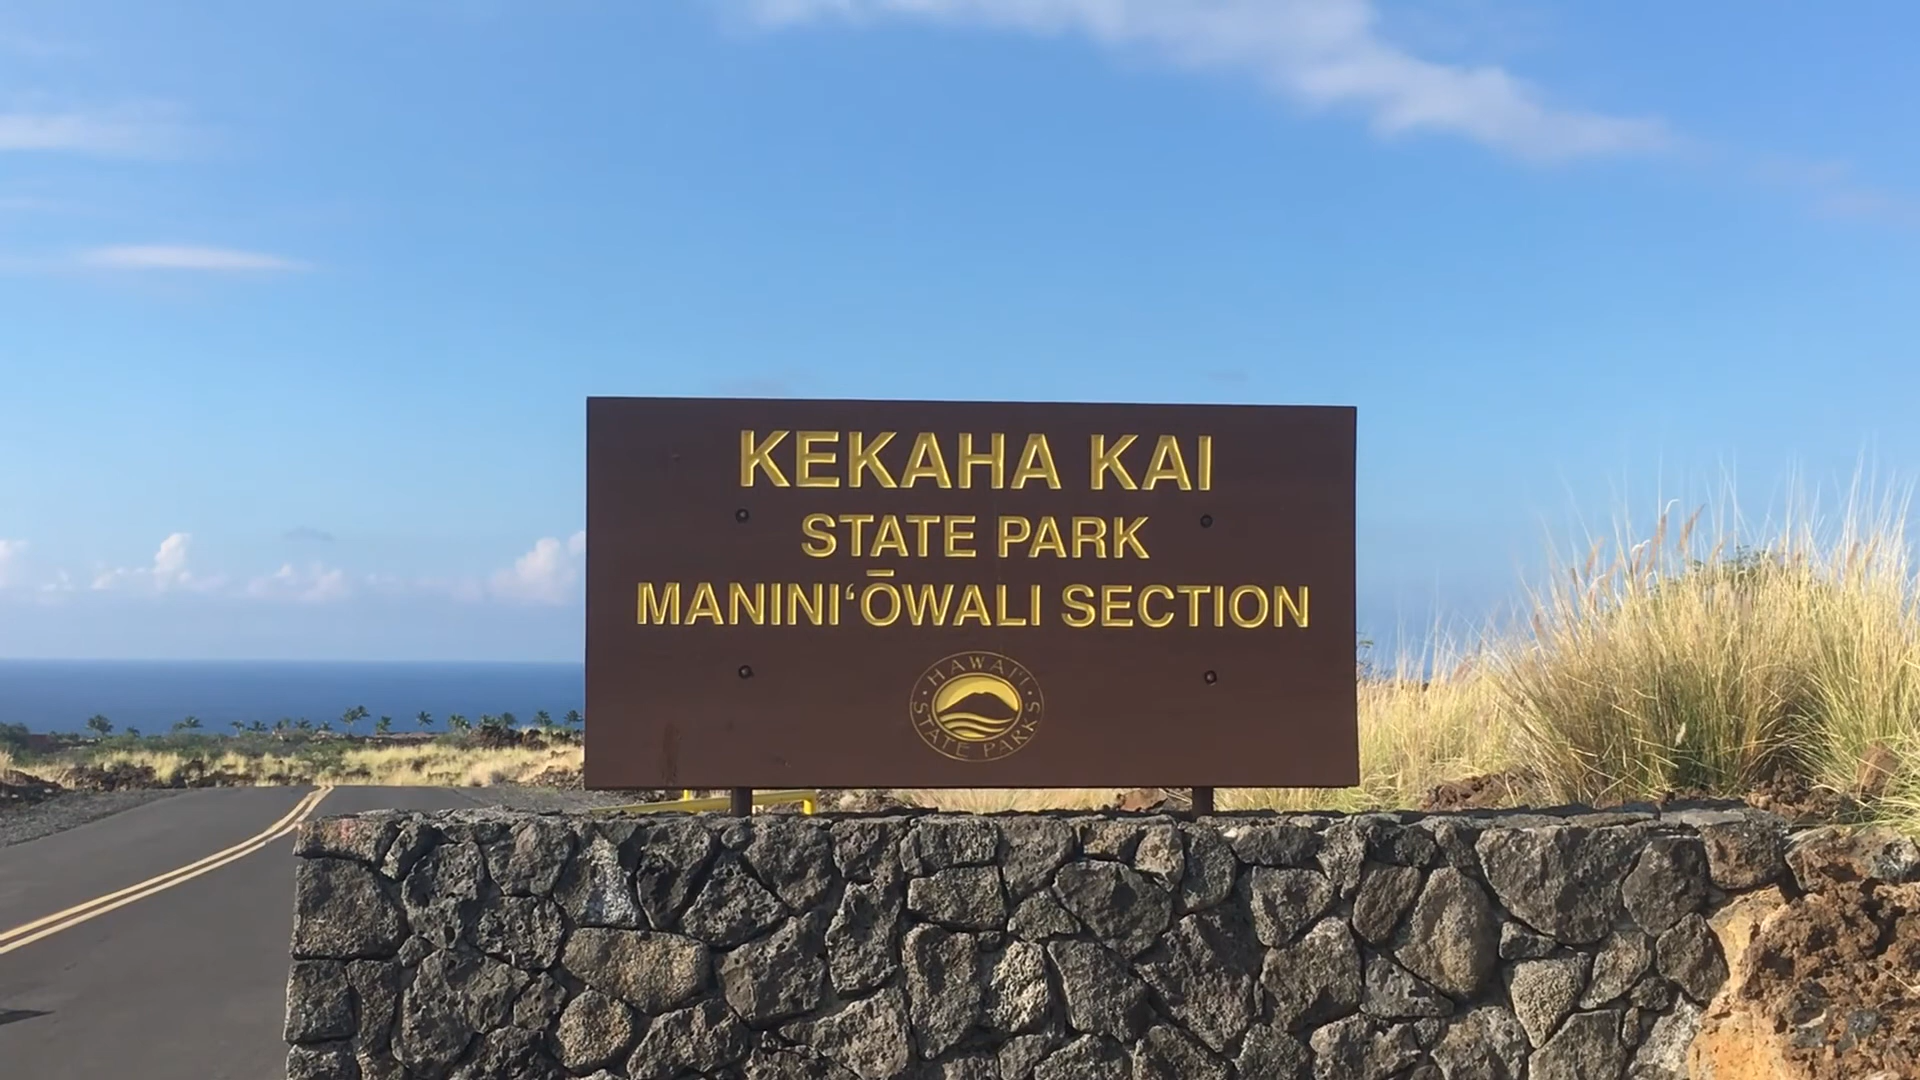 KEKAHA KAI
STATE PARK
MANINIʻŌWALI SECTION
HAWAIʻI
STATE PARKS